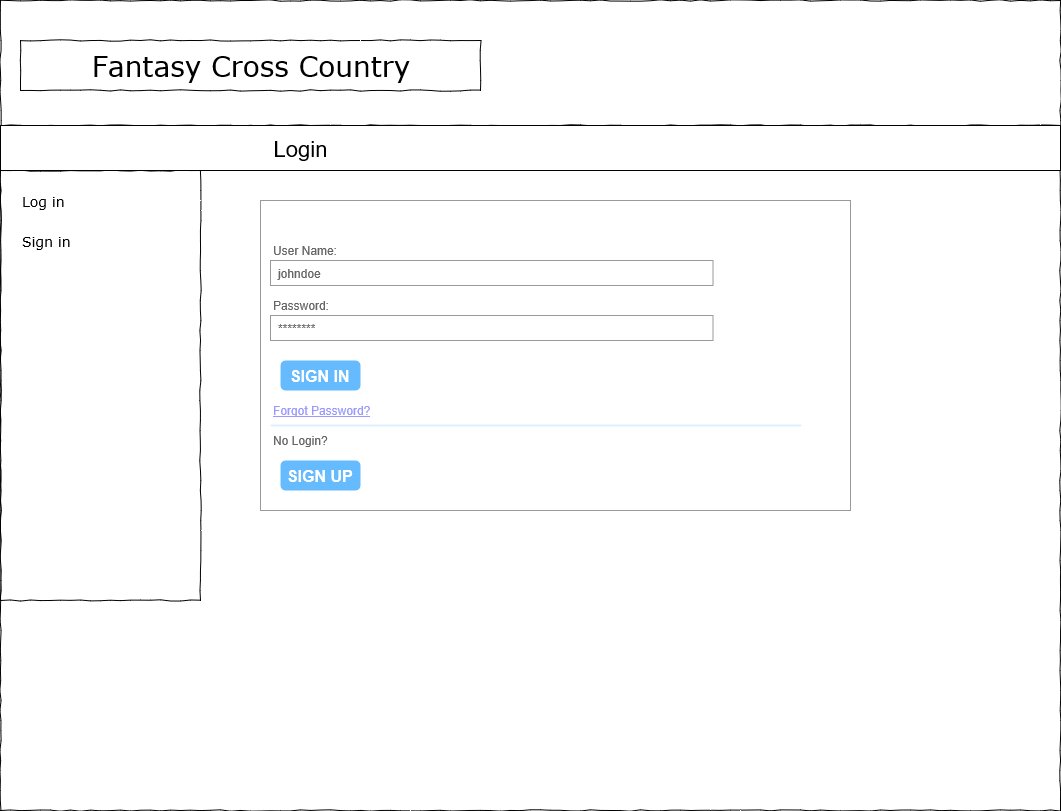 Fantasy Cross Country
Login
Log in
Sign in
User Name:
johndoe
Password:
********
SIGN IN
Forgot Password?
No Login?
SIGN UP